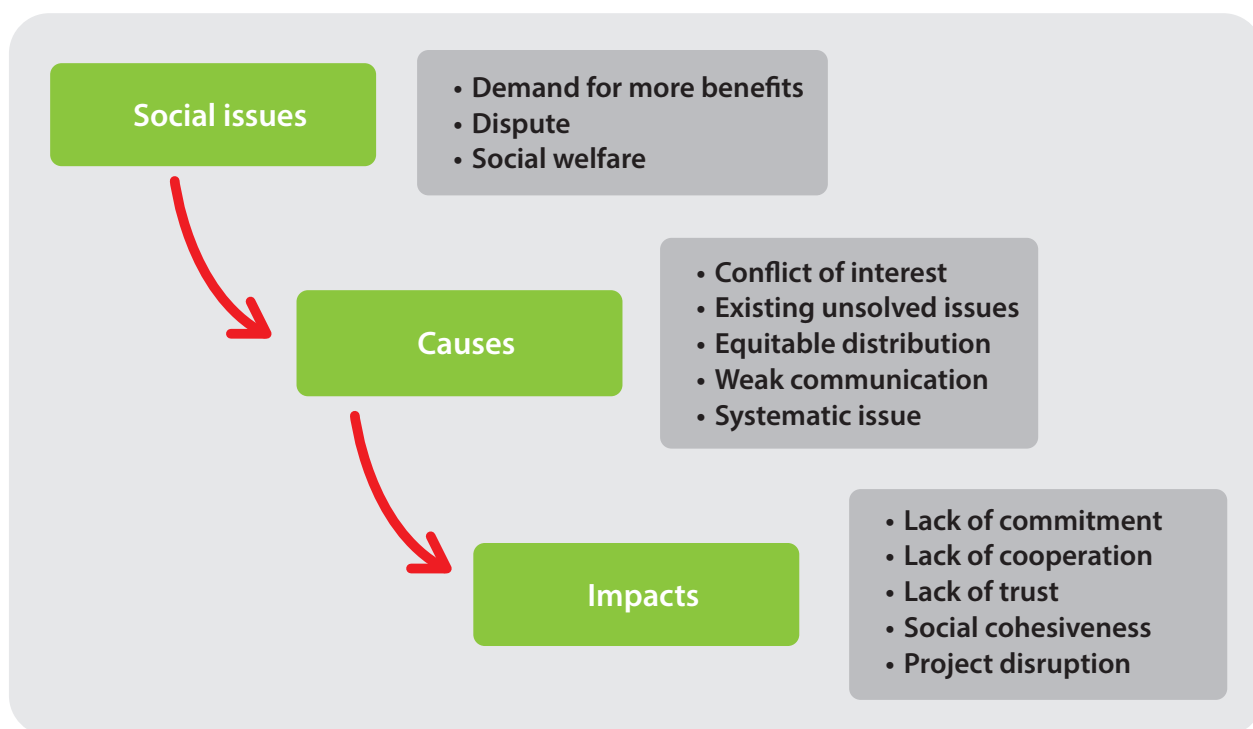 Social issues
• Demand for more benefits
• Dispute
• Social welfare
Causes
• Conflict of interest
• Existing unsolved issues
• Equitable distribution
• Weak communication
• Systematic issue
Impacts
• Lack of commitment
• Lack of cooperation
• Lack of trust
• Social cohesiveness
• Project disruption